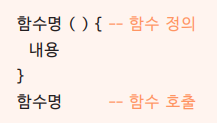 함수명 ( ) { -- 함수 정의
내용
}
함수명 -- 함수 호출